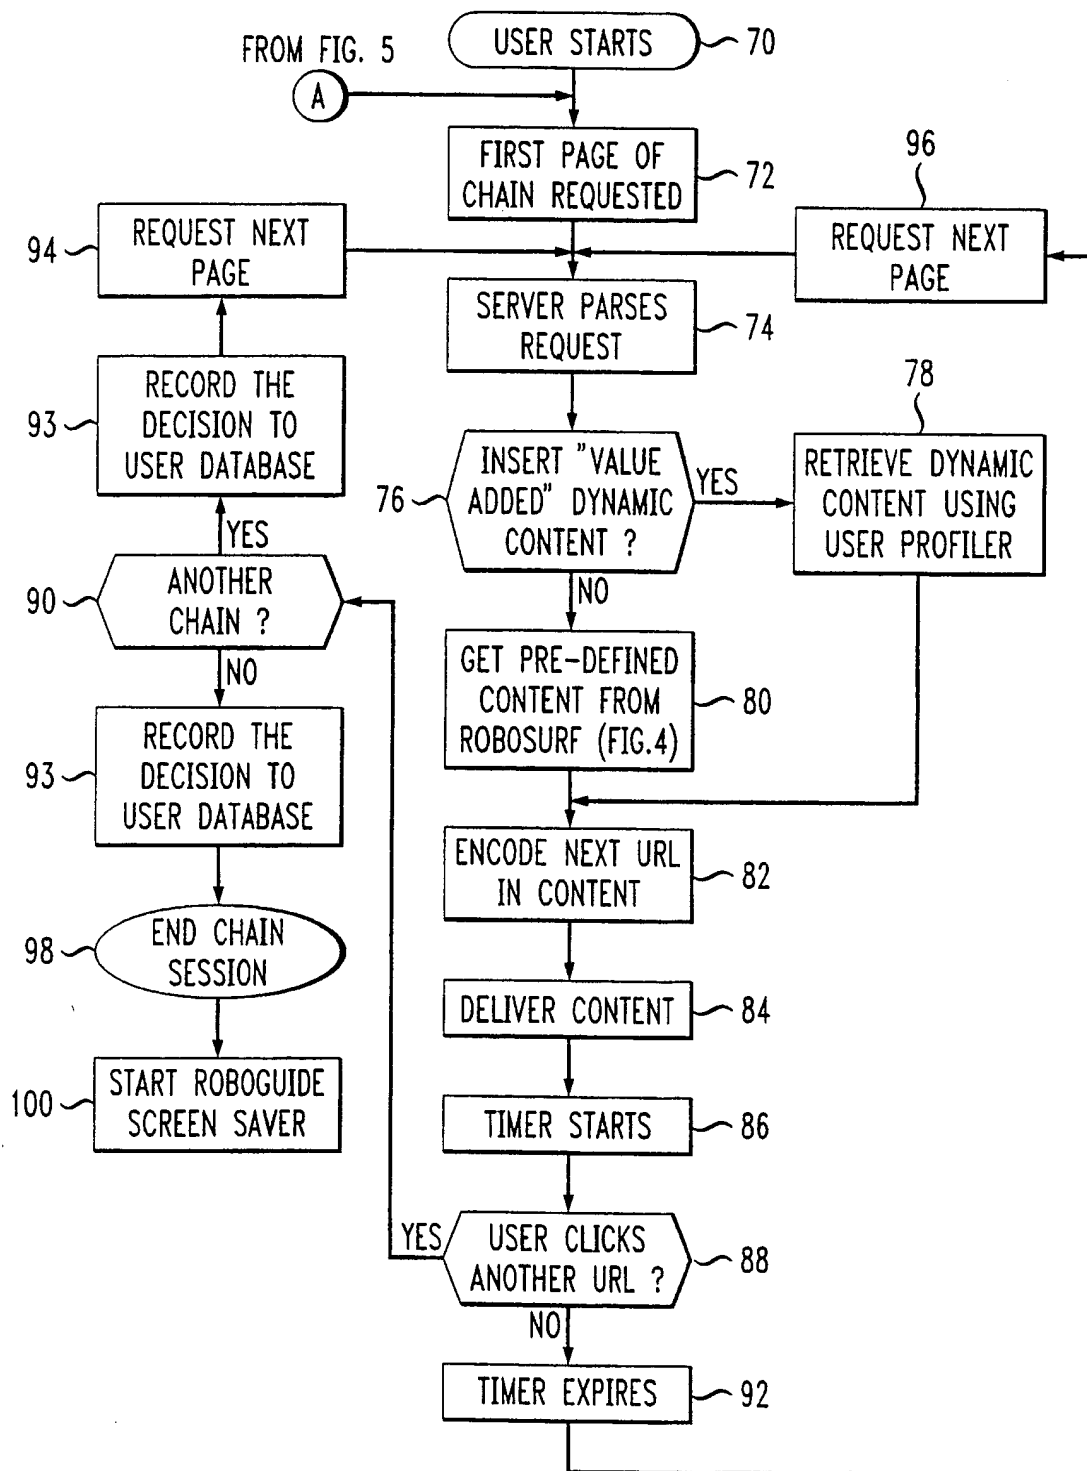 FROM FIG. 5
A
USER STARTS
70
FIRST PAGE OF
CHAIN REQUESTED
72
96
REQUEST NEXT
PAGE
94
REQUEST NEXT
PAGE
SERVER PARSES
REQUEST
74
78
93
RECORD THE
DECISION TO
USER DATABASE
76
INSERT "VALUE
ADDED" DYNAMIC
CONTENT ?
YES
RETRIEVE DYNAMIC
CONTENT USING
USER PROFILER
YES
90
ANOTHER
CHAIN ?
NO
NO
GET PRE-DEFINED
CONTENT FROM
ROBOSURF (FIG.4)
80
93
RECORD THE
DECISION TO
USER DATABASE
ENCODE NEXT URL
IN CONTENT
82
98
END CHAIN
SESSION
DELIVER CONTENT
84
100
START ROBOGUIDE
SCREEN SAVER
TIMER STARTS
86
YES
USER CLICKS
ANOTHER URL ?
88
NO
TIMER EXPIRES
92